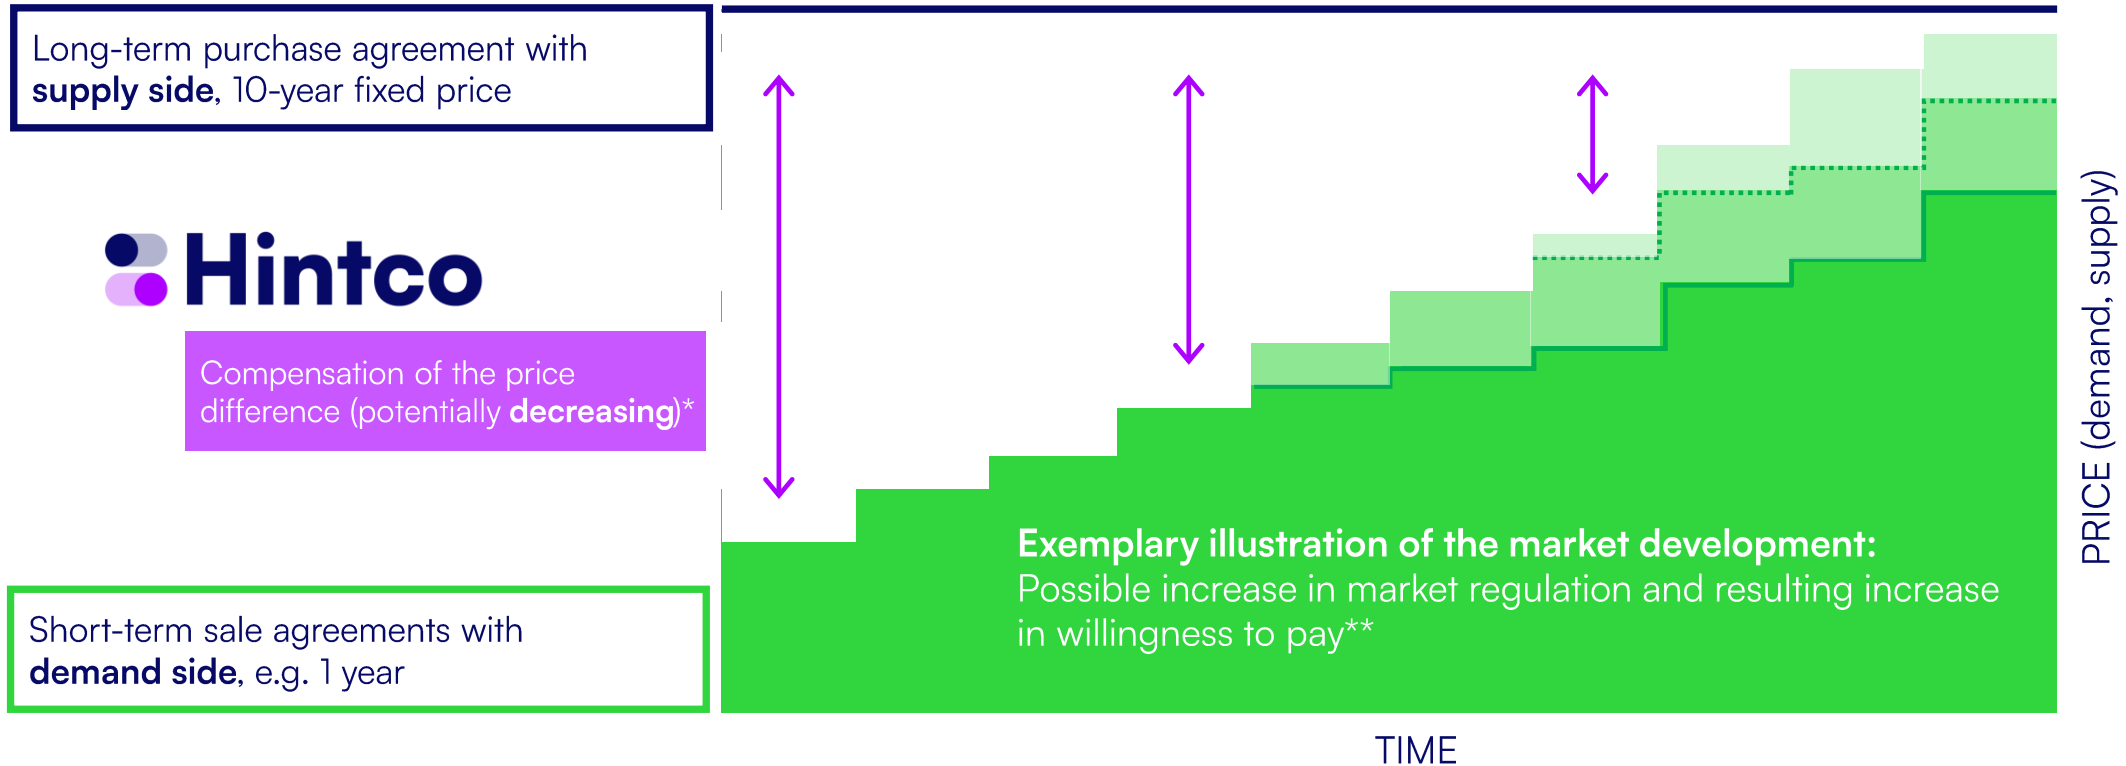 Long-term purchase agreement with
supply side, 10-year fixed price
Hintco
Compensation of the price
difference (potentially decreasing)*
Short-term sale agreements with
demand side, e.g. 1 year
Exemplary illustration of the market development:
Possible increase in market regulation and resulting increase
in willingness to pay**
TIME
PRICE (demand, supply)